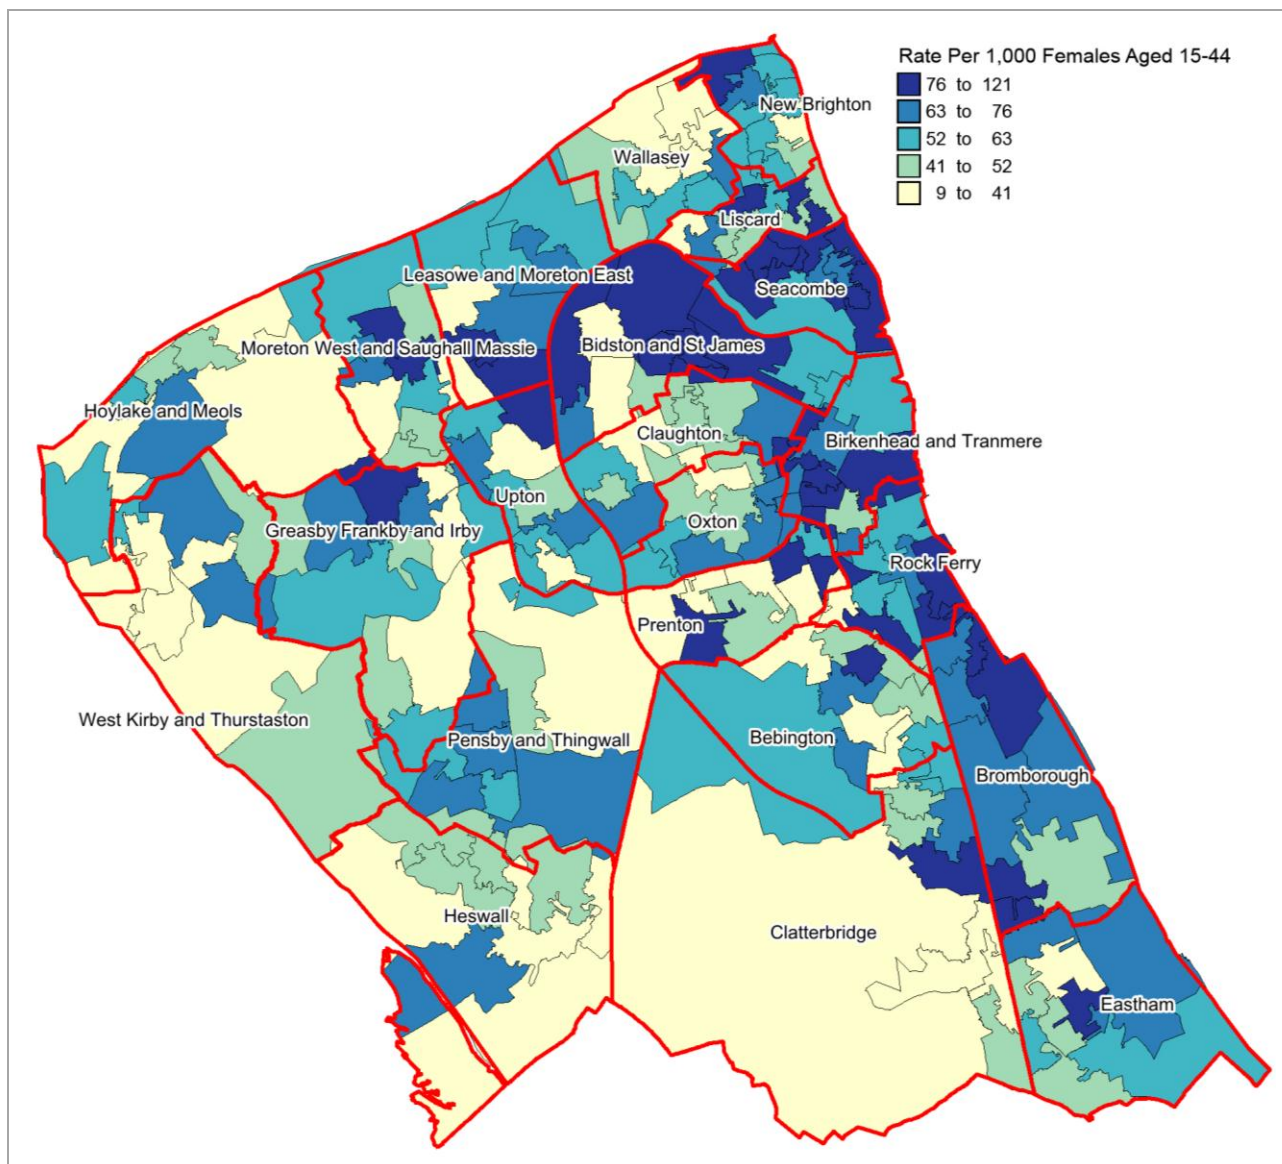 Rate Per 1,000 Females Aged 15-44
76 to 121
63 to 76
52 to 63
41 to 52
9 to 41
New Brighton
Wallasey
Liscard
Leasowe and Moreton East
Seacombe
Moreton West and Saughall Massie
Bidston and St James
Hoylake and Meols
Claughton
Birkenhead and Tranmere
Upton
Oxton
Greasby Frankby and Irby
Rock Ferry
Prenton
West Kirby and Thurstaston
Pensby and Thingwall
Bebington
Bromborough
Heswall
Clatterbridge
Eastham